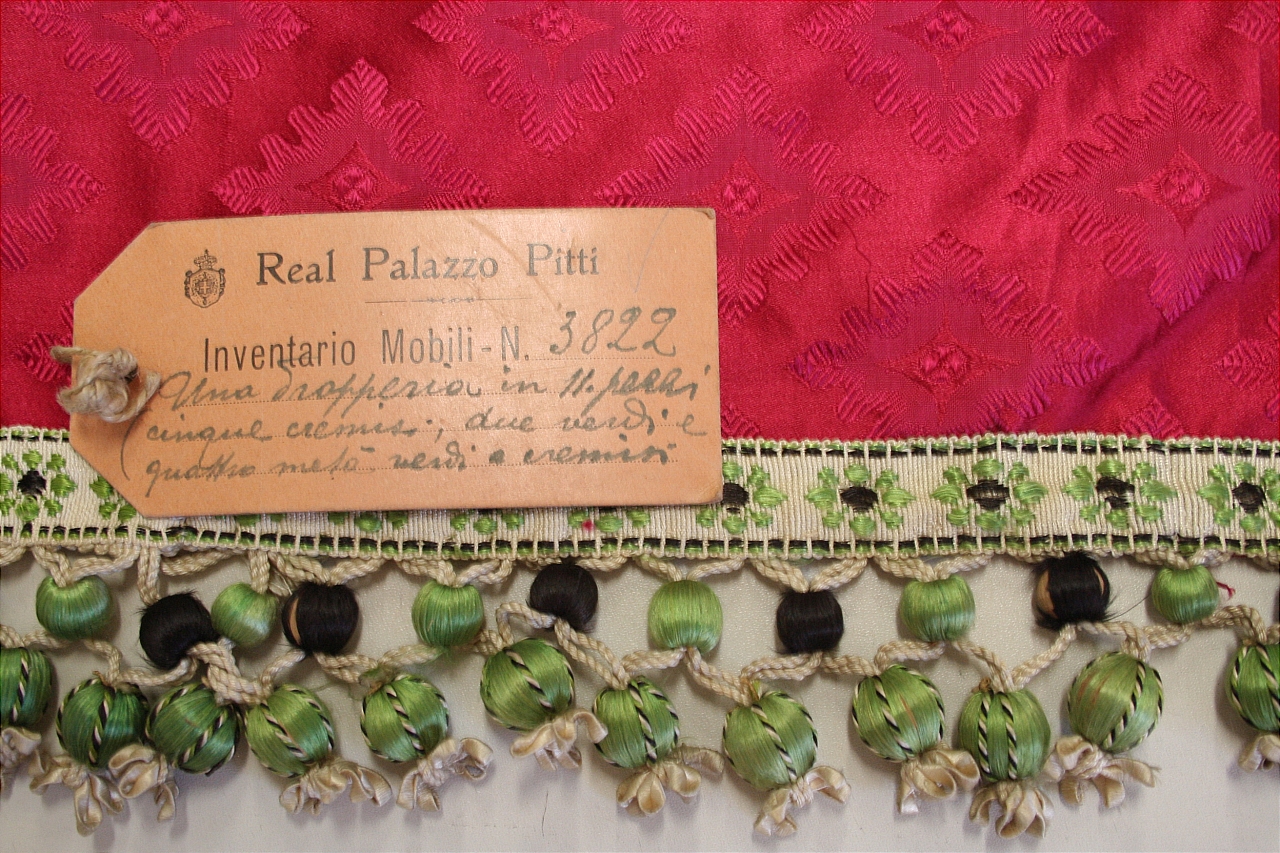 Real Palazzo Pitti
Inventario Mobili - N. 3822
Una drapperia in 11. pezzi
cinque cremisi; due verdi e
quattro metà verdi e cremisi